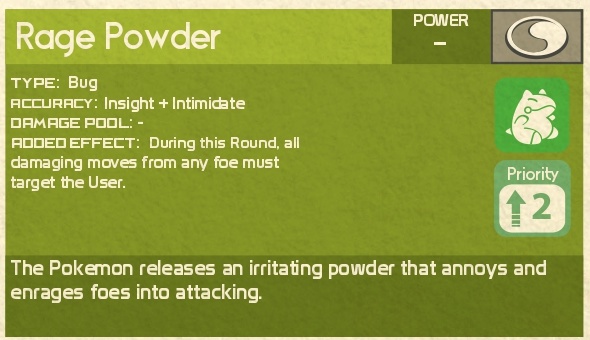 Rage Powder
POWER
–
TYPE: Bug
ACCURACY: Insight + Intimidate
DAMAGE POOL: -
ADDED EFFECT: During this Round, all
damaging moves from any foe must
target the User.
Priority
2
The Pokemon releases an irritating powder that annoys and
enrages foes into attacking.